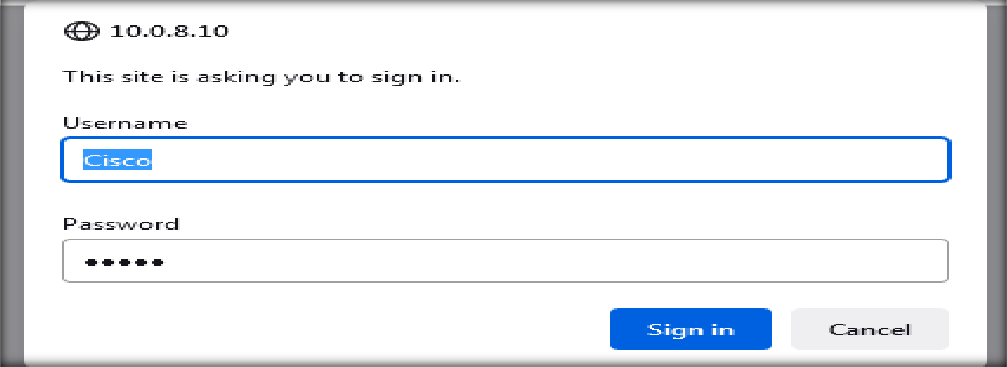 10.0.8.10
This site is asking you to sign in.
Username
Cisco
Password
•••••
Sign in
Cancel